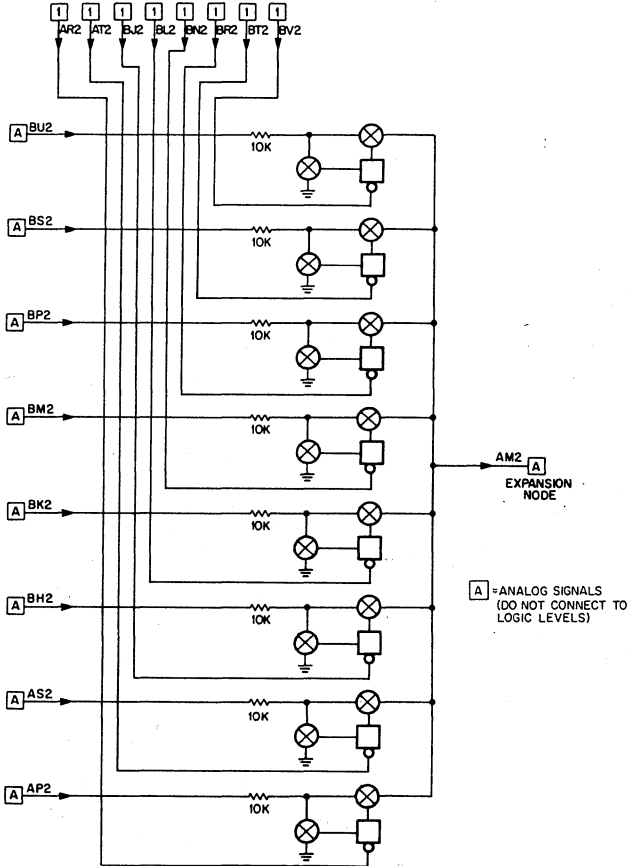 1 1 1 1 1 1 1 1
AR2 AT2 BJ2 BL2 BN2 BR2 BT2 BV2
A BU2
10K
A BS2
10K
A BP2
10K
A BM2
10K
AM2 A
EXPANSION
NODE
A BK2
10K
A =ANALOG SIGNALS
(DO NOT CONNECT TO
LOGIC LEVELS)
A BH2
10K
A AS2
10K
A AP2
10K